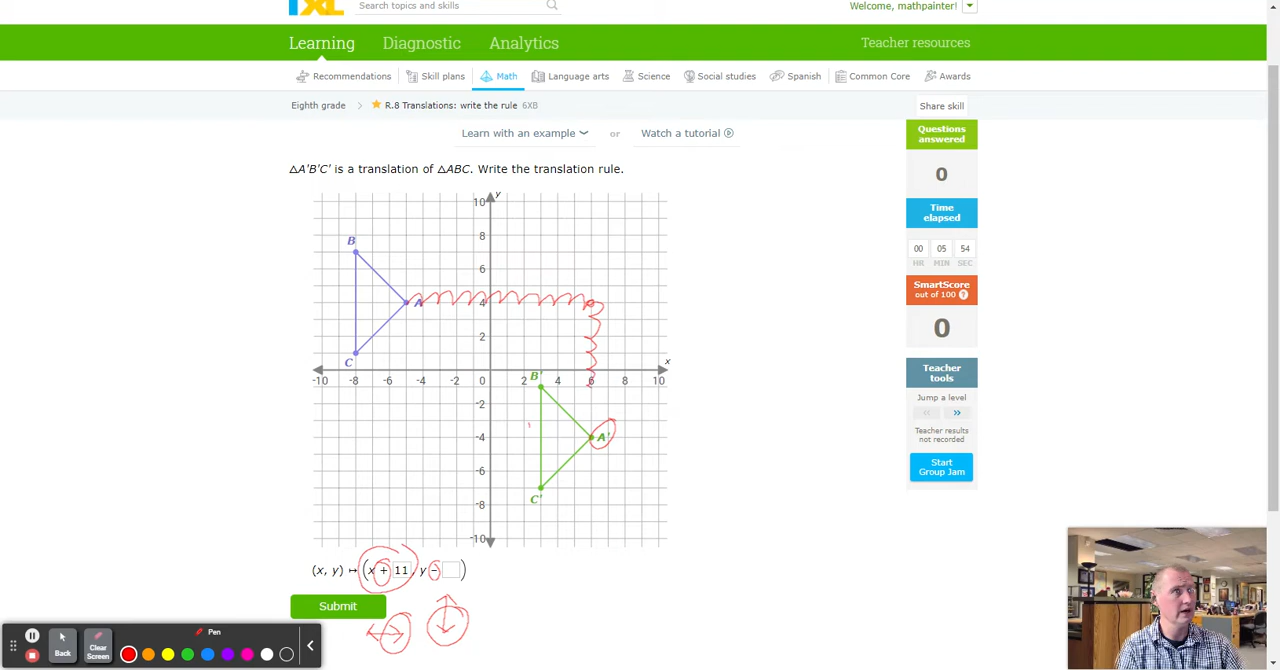 IXL
Search topics and skills
Welcome, mathpainter!
Learning Diagnostic Analytics Teacher resources
Recommendations Skill plans Math Language arts Science Social studies Spanish Common Core Awards
Eighth grade > R.8 Translations: write the rule 6XB
Share skill
Learn with an example or Watch a tutorial
Questions answered
0
Time elapsed
00 05 54
HR MIN SEC
SmartScore
out of 100 ?
0
Teacher tools
Jump a level
<< >>
Teacher results not recorded
Start Group Jam
△A'B'C' is a translation of △ABC. Write the translation rule.
y
10
8
6
4
2
x
-10 -8 -6 -4 -2 0 2 4 6 8 10
-2
-4
-6
-8
-10
B
A
C
B'
A'
C'
(x, y) ↦ (x + 11, y − )
Submit
Pen
Back
Clear Screen